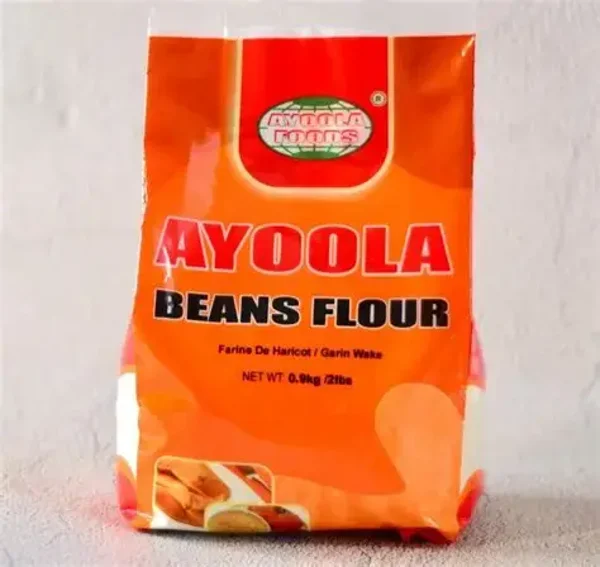 AYOOLA
FOODS
®
AYOOLA
BEANS FLOUR
Farine De Haricot / Garin Wake
NET WT: 0.9kg /2lbs